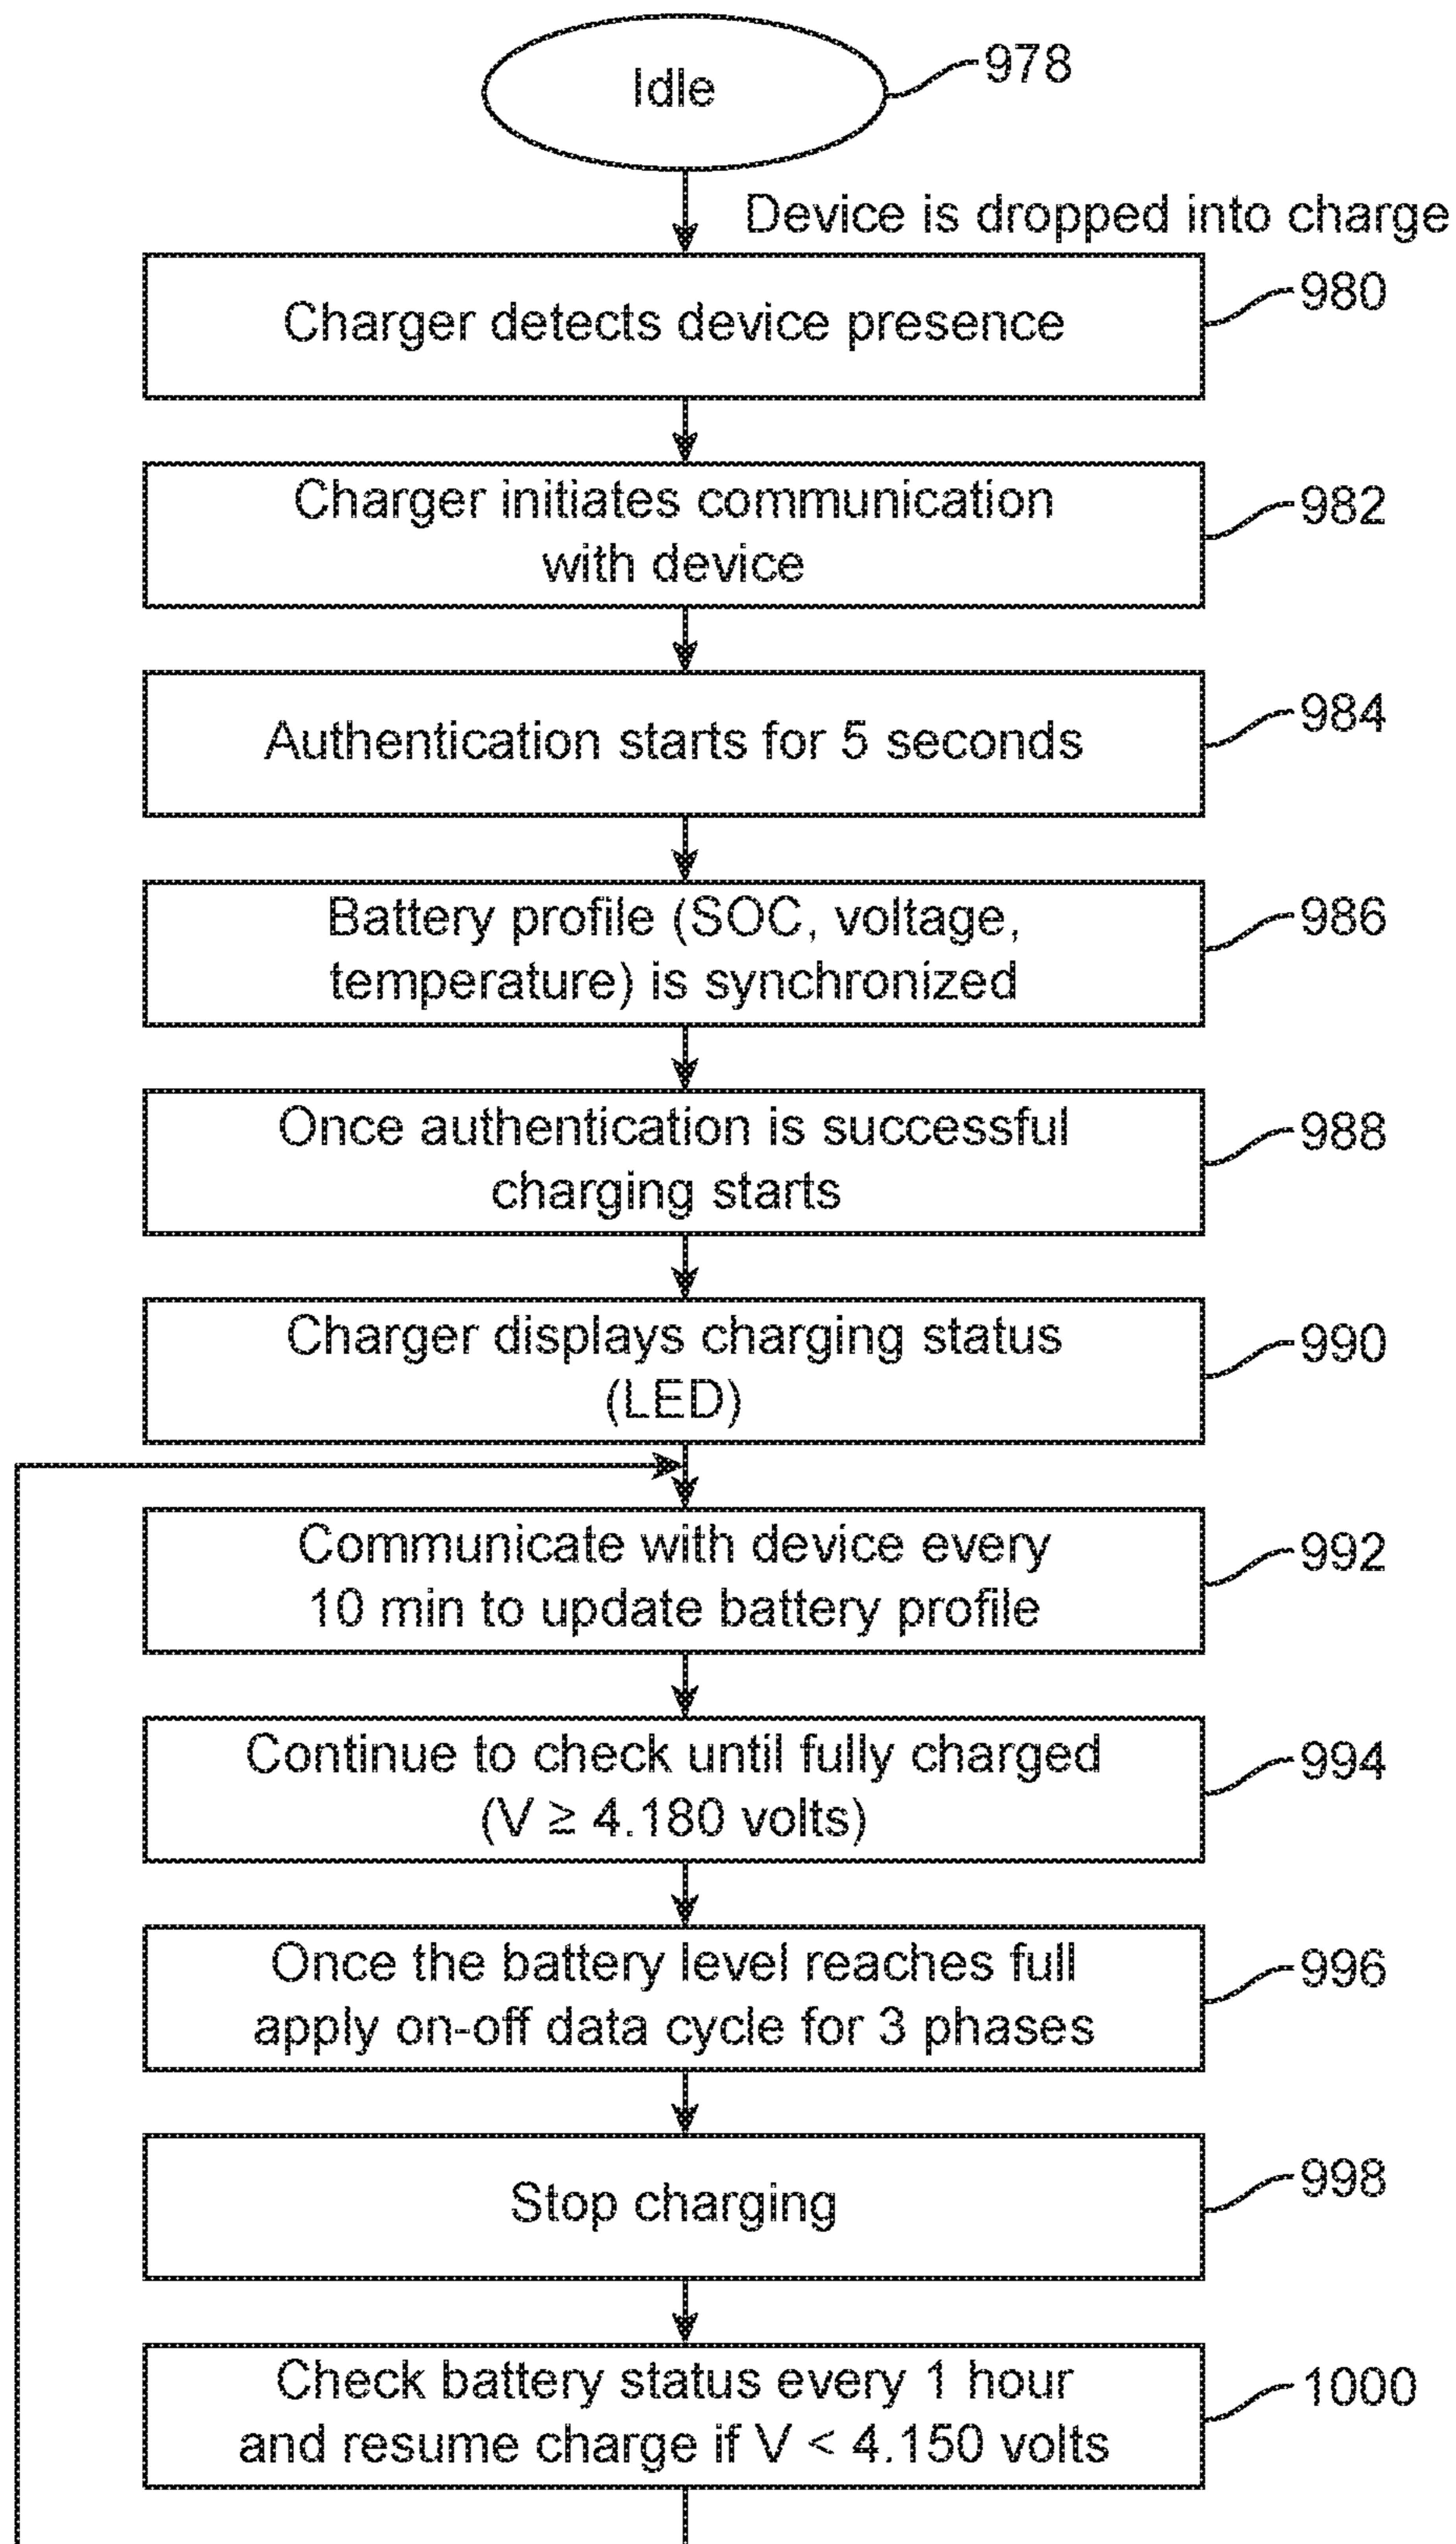 Idle
978
Device is dropped into charge
Charger detects device presence
980
Charger initiates communication
with device
982
Authentication starts for 5 seconds
984
Battery profile (SOC, voltage,
temperature) is synchronized
986
Once authentication is successful
charging starts
988
Charger displays charging status
(LED)
990
Communicate with device every
10 min to update battery profile
992
Continue to check until fully charged
(V ≥ 4.180 volts)
994
Once the battery level reaches full
apply on-off data cycle for 3 phases
996
Stop charging
998
Check battery status every 1 hour
and resume charge if V < 4.150 volts
1000